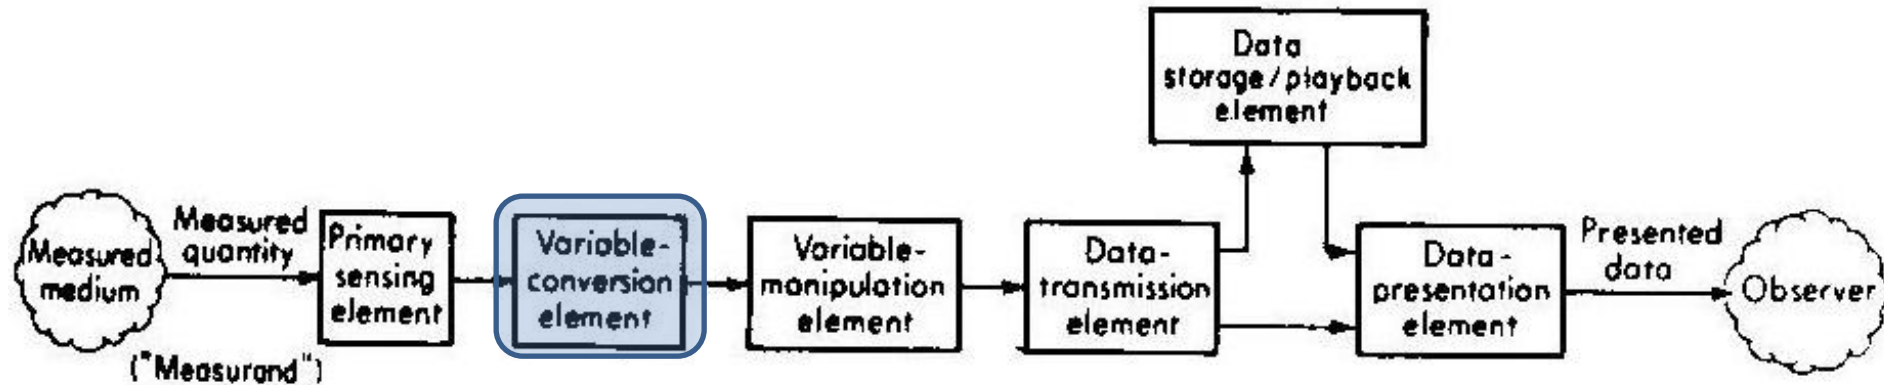 Data
storage/playback
element
Measured
medium
Measured
quantity
("Measurand")
Primary
sensing
element
Variable-
conversion
element
Variable-
manipulation
element
Data-
transmission
element
Data-
presentation
element
Presented
data
Observer